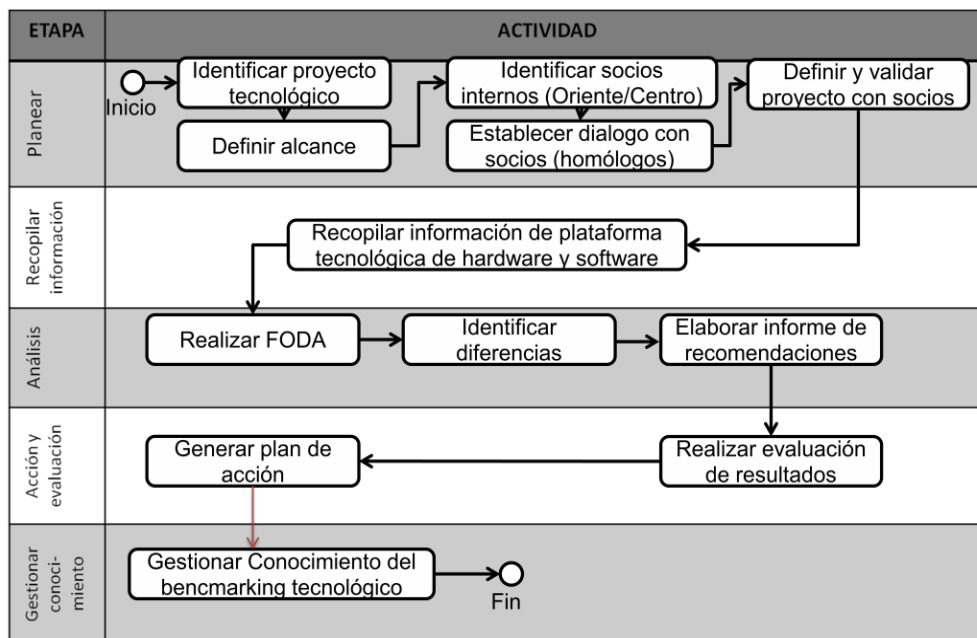 ETAPA
ACTIVIDAD
Planear
Inicio
Identificar proyecto
tecnológico
Definir alcance
Identificar socios
internos (Oriente/Centro)
Establecer dialogo con
socios (homólogos)
Definir y validar
proyecto con socios
Recopilar
información
Recopilar información de plataforma
tecnológica de hardware y software
Análisis
Realizar FODA
Identificar
diferencias
Elaborar informe de
recomendaciones
Acción y
evaluación
Generar plan de
acción
Realizar evaluación
de resultados
Gestionar
conoci-
miento
Gestionar Conocimiento del
bencmarking tecnológico
Fin